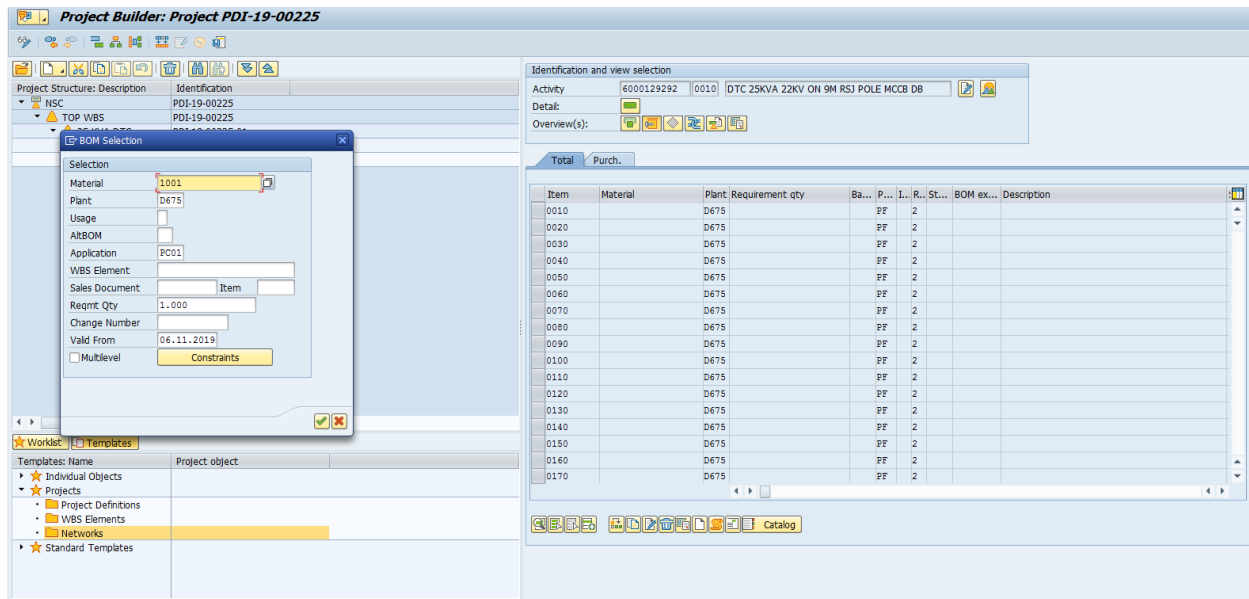 Project Builder: Project PDI-19-00225
Project Structure: Description Identification
NSC PDI-19-00225
TOP WBS PDI-19-00225
BOM Selection
Selection
Material 1001
Plant D675
Usage
AltBOM
Application PC01
WBS Element
Sales Document Item
Reqmt Qty 1.000
Change Number
Valid From 06.11.2019
Multilevel Constraints
Worklist Templates
Templates: Name Project object
Individual Objects
Projects
Project Definitions
WBS Elements
Networks
Standard Templates
Identification and view selection
Activity 6000129292 0010 DTC 25KVA 22KV ON 9M RSJ POLE MCCB DB
Detail:
Overview(s):
Total Purch.
Item Material Plant Requirement qty Ba... P... I... R... St... BOM ex... Description
0010 D675 PF 2
0020 D675 PF 2
0030 D675 PF 2
0040 D675 PF 2
0050 D675 PF 2
0060 D675 PF 2
0070 D675 PF 2
0080 D675 PF 2
0090 D675 PF 2
0100 D675 PF 2
0110 D675 PF 2
0120 D675 PF 2
0130 D675 PF 2
0140 D675 PF 2
0150 D675 PF 2
0160 D675 PF 2
0170 D675 PF 2
Catalog